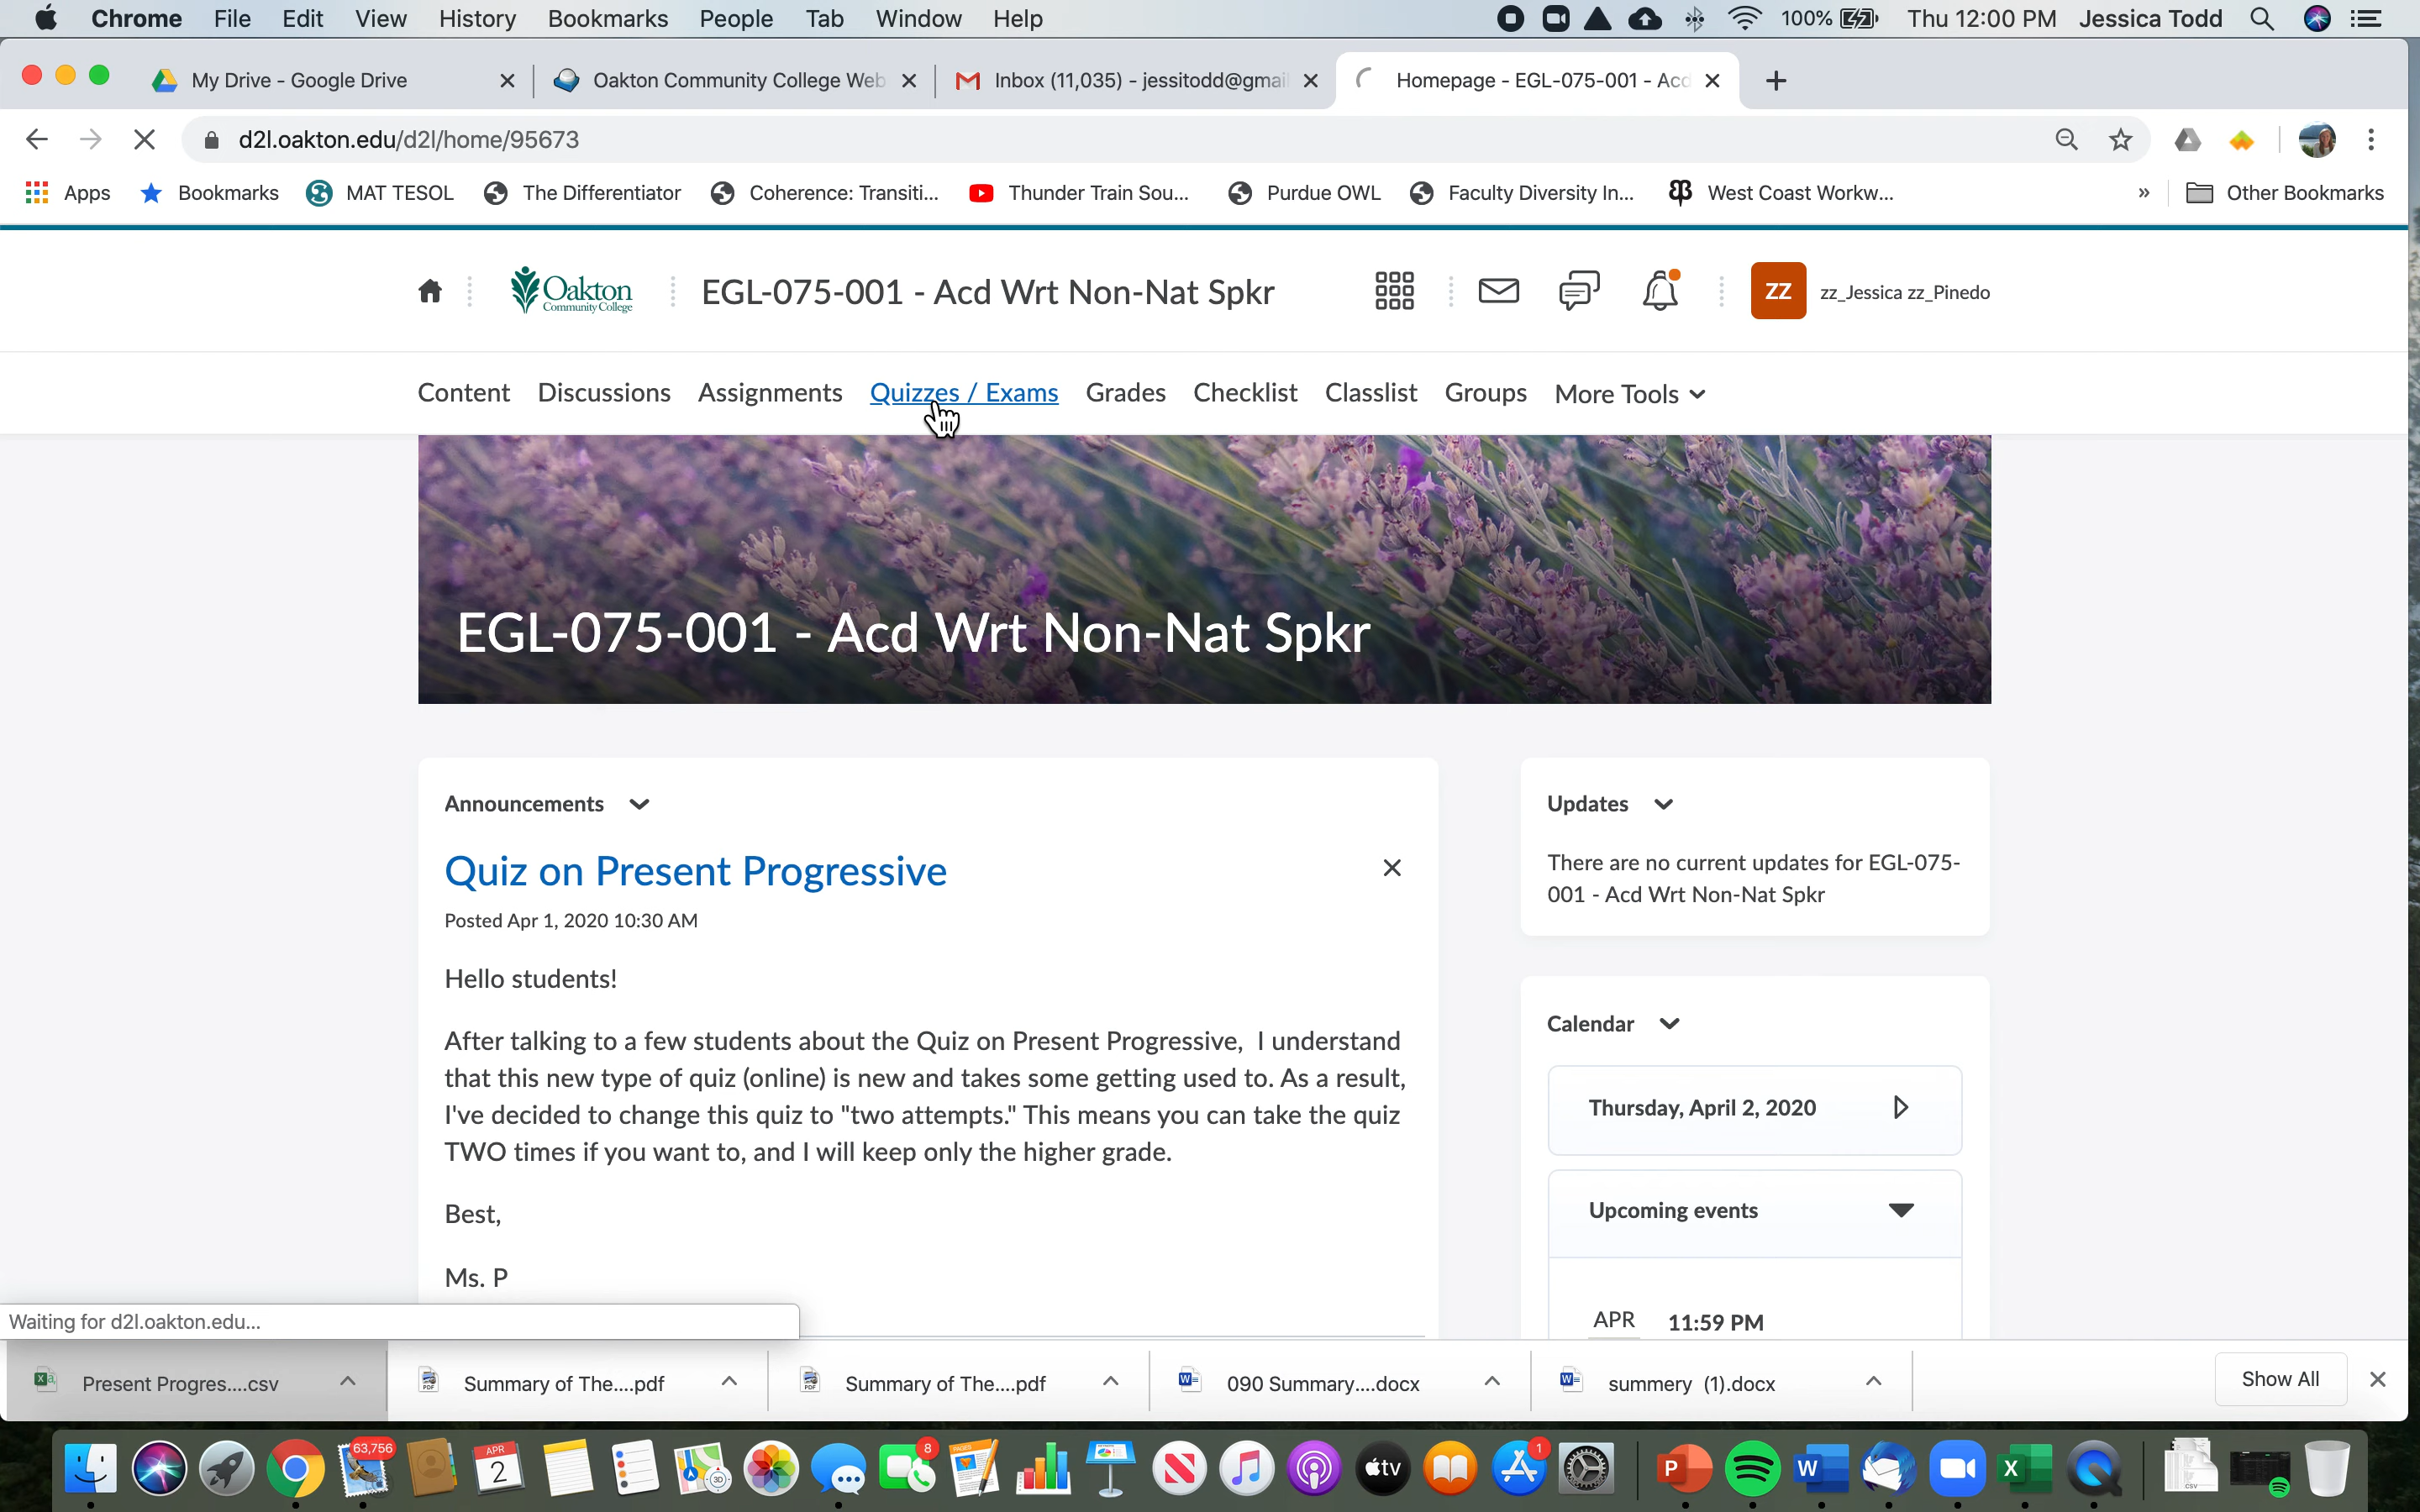 Chrome File Edit View History Bookmarks People Tab Window Help 100% Thu 12:00 PM Jessica Todd
My Drive - Google Drive Oakton Community College Web Inbox (11,035) - jessitodd@gmai Homepage - EGL-075-001 - Acd
d2l.oakton.edu/d2l/home/95673
Apps Bookmarks MAT TESOL The Differentiator Coherence: Transiti... Thunder Train Sou... Purdue OWL Faculty Diversity In... West Coast Workw... » Other Bookmarks
Oakton Community College EGL-075-001 - Acd Wrt Non-Nat Spkr ZZ zz_Jessica zz_Pinedo
Content Discussions Assignments Quizzes / Exams Grades Checklist Classlist Groups More Tools
EGL-075-001 - Acd Wrt Non-Nat Spkr
Announcements
Quiz on Present Progressive
Posted Apr 1, 2020 10:30 AM
Hello students!
After talking to a few students about the Quiz on Present Progressive, I understand
that this new type of quiz (online) is new and takes some getting used to. As a result,
I've decided to change this quiz to "two attempts." This means you can take the quiz
TWO times if you want to, and I will keep only the higher grade.
Best,
Ms. P
Updates
There are no current updates for EGL-075-
001 - Acd Wrt Non-Nat Spkr
Calendar
Thursday, April 2, 2020
Upcoming events
APR 11:59 PM
Waiting for d2l.oakton.edu...
Present Progres....csv Summary of The....pdf Summary of The....pdf 090 Summary....docx summery (1).docx Show All
63,756 APR 2 3D 8 PAGES tv 1 P W X CSV